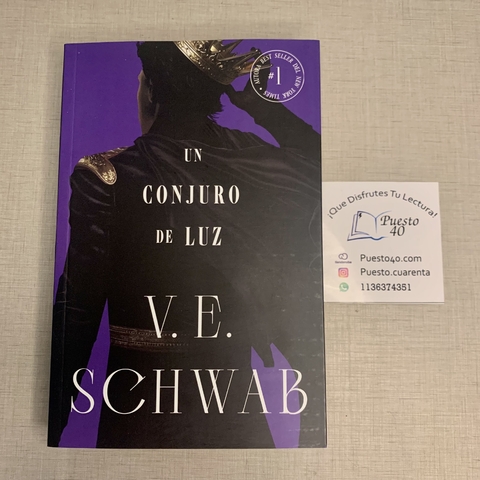 AUTORA BEST SELLER DEL NEW YORK TIMES •
#1
UN
CONJURO
DE LUZ
V. E.
SCHWAB
¡Que Disfrutes Tu Lectura!
Puesto
40
Puesto40.com
Puesto.cuarenta
1136374351